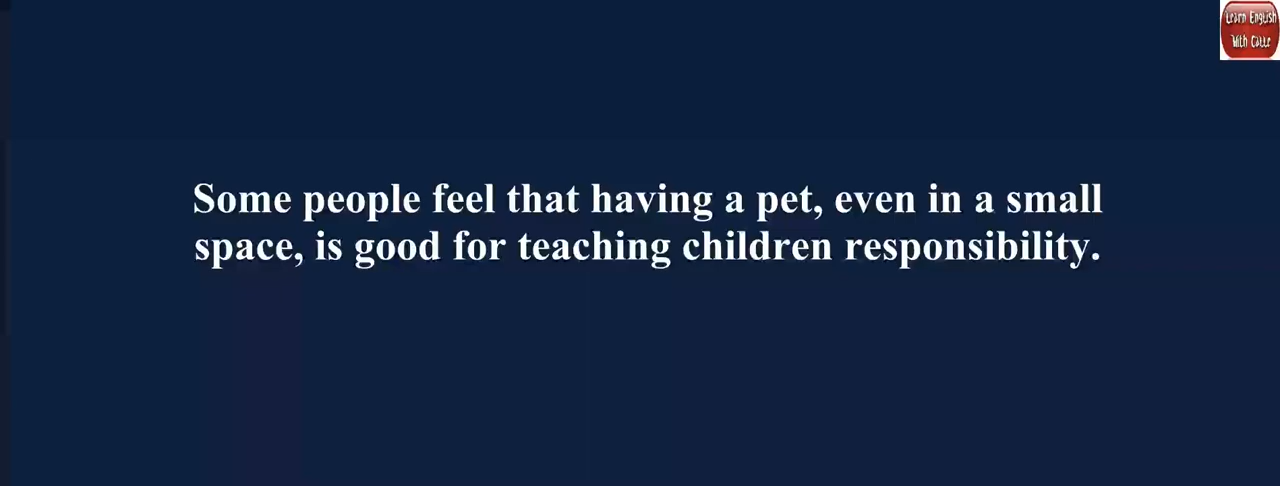 Learn English
With Catte
Some people feel that having a pet, even in a small
space, is good for teaching children responsibility.